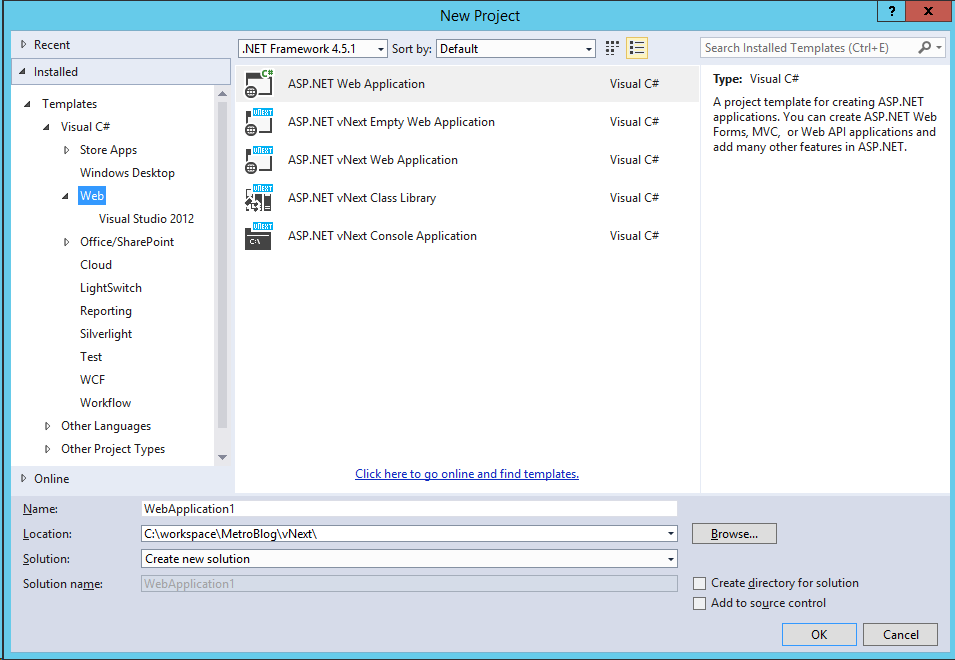 New Project
? x
Recent
.NET Framework 4.5.1 Sort by: Default
Search Installed Templates (Ctrl+E)
Installed
Templates
Visual C#
Store Apps
Windows Desktop
Web
Visual Studio 2012
Office/SharePoint
Cloud
LightSwitch
Reporting
Silverlight
Test
WCF
Workflow
Other Languages
Other Project Types
Online
C# ASP.NET Web Application Visual C#
VNEXT ASP.NET vNext Empty Web Application Visual C#
VNEXT ASP.NET vNext Web Application Visual C#
VNEXT ASP.NET vNext Class Library Visual C#
VNEXT C:\ ASP.NET vNext Console Application Visual C#
Click here to go online and find templates.
Type: Visual C#
A project template for creating ASP.NET
applications. You can create ASP.NET Web
Forms, MVC, or Web API applications and
add many other features in ASP.NET.
Name: WebApplication1
Location: C:\workspace\MetroBlog\vNext\ Browse...
Solution: Create new solution
Solution name: WebApplication1
Create directory for solution
Add to source control
OK Cancel